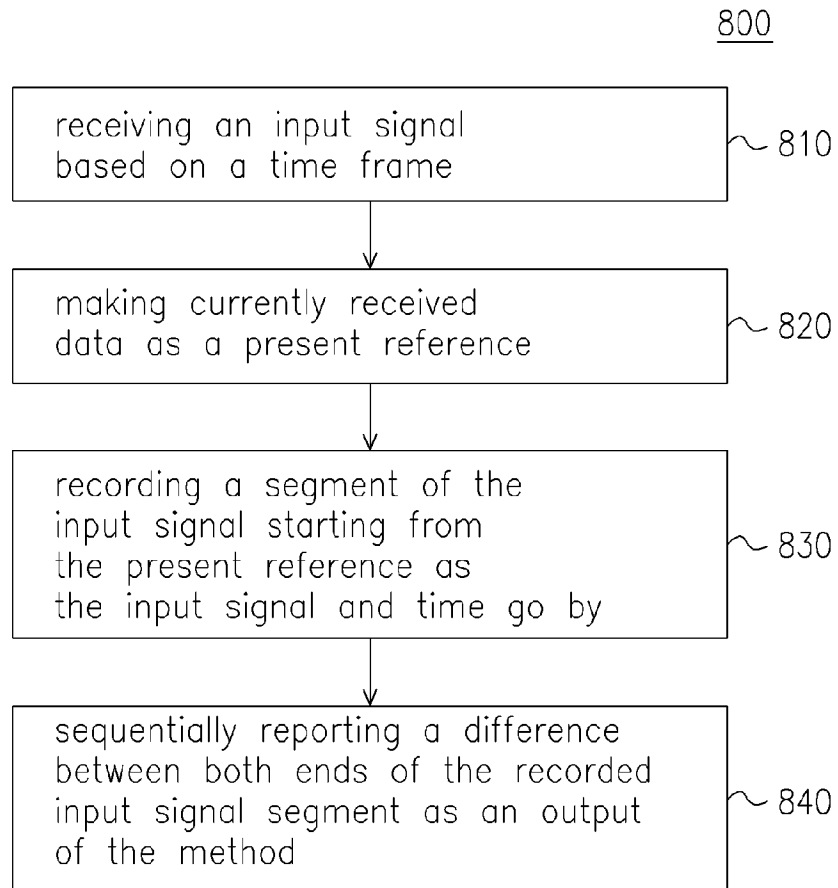 800
receiving an input signal
based on a time frame
810
making currently received
data as a present reference
820
recording a segment of the
input signal starting from
the present reference as
the input signal and time go by
830
sequentially reporting a difference
between both ends of the recorded
input signal segment as an output
of the method
840